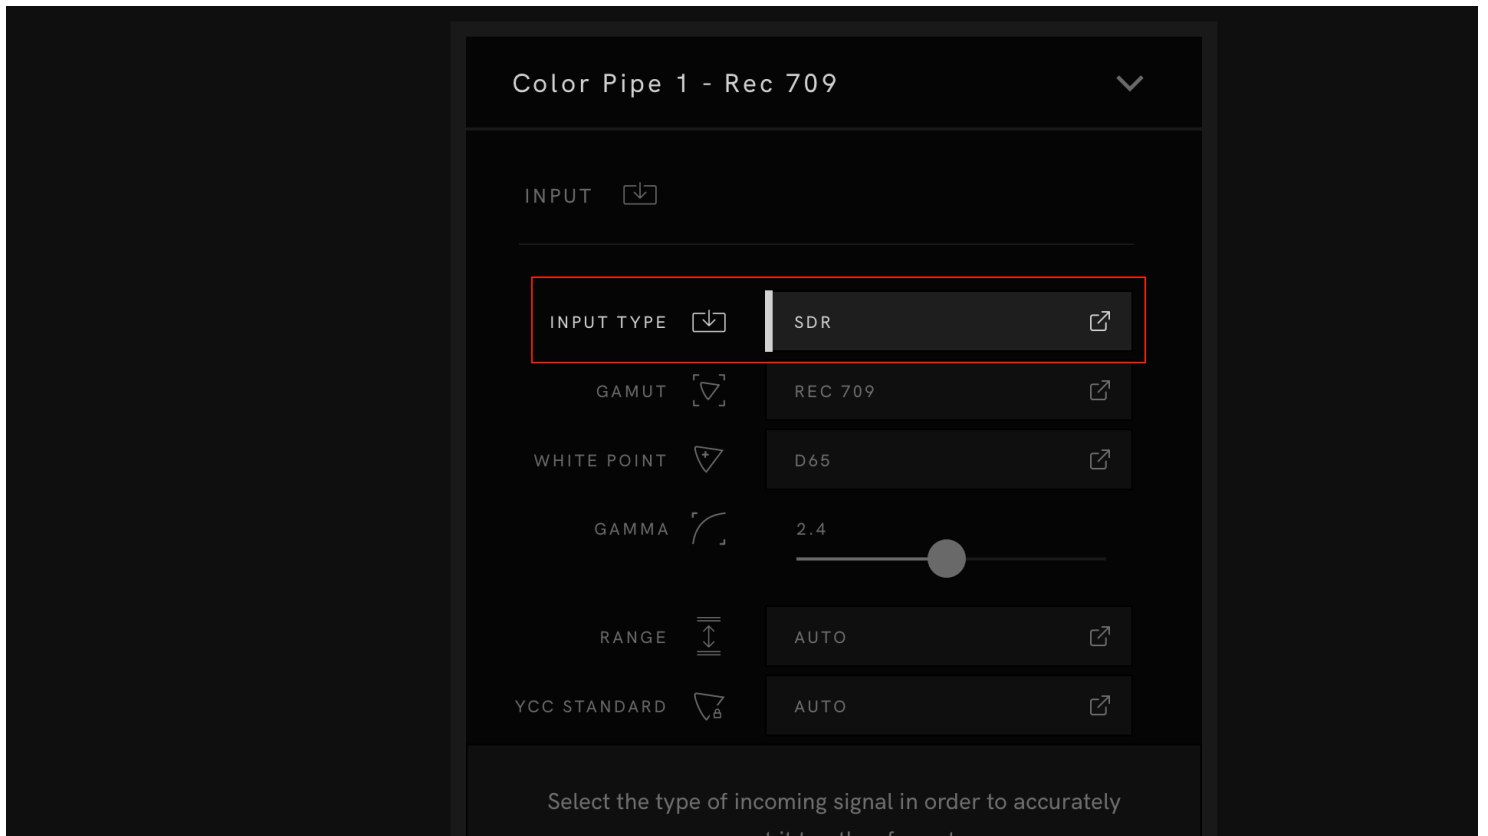 Color Pipe 1 - Rec 709
INPUT
INPUT TYPE SDR
GAMUT REC 709
WHITE POINT D65
GAMMA 2.4
RANGE AUTO
YCC STANDARD AUTO
Select the type of incoming signal in order to accurately